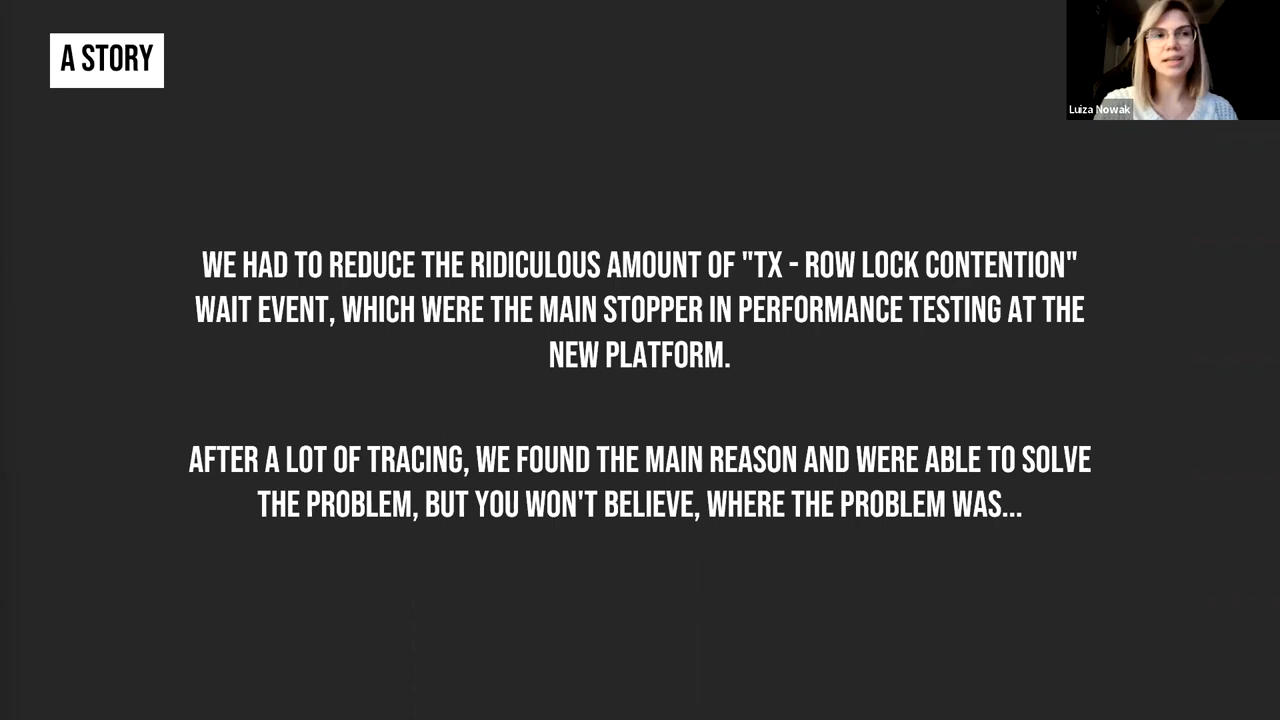 A STORY
Luiza Nowak
WE HAD TO REDUCE THE RIDICULOUS AMOUNT OF "TX - ROW LOCK CONTENTION"
WAIT EVENT, WHICH WERE THE MAIN STOPPER IN PERFORMANCE TESTING AT THE
NEW PLATFORM.
AFTER A LOT OF TRACING, WE FOUND THE MAIN REASON AND WERE ABLE TO SOLVE
THE PROBLEM, BUT YOU WON'T BELIEVE, WHERE THE PROBLEM WAS...